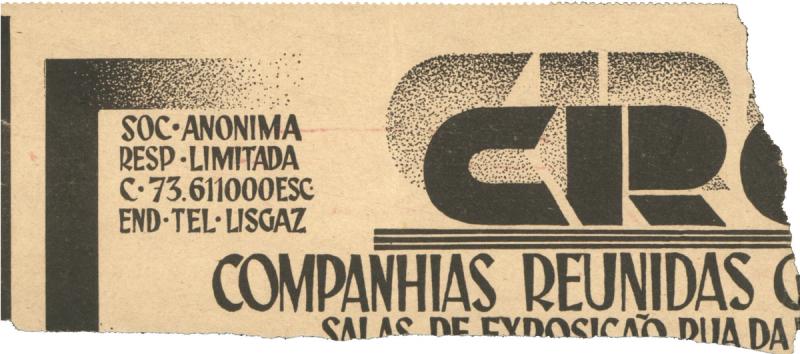 SOC·ANONIMA
RESP·LIMITADA
C·73.611000ESC·
END·TEL·LISGAZ
CR
COMPANHIAS REUNIDAS
SALAS DE EXPOSIÇÃO RUA DA